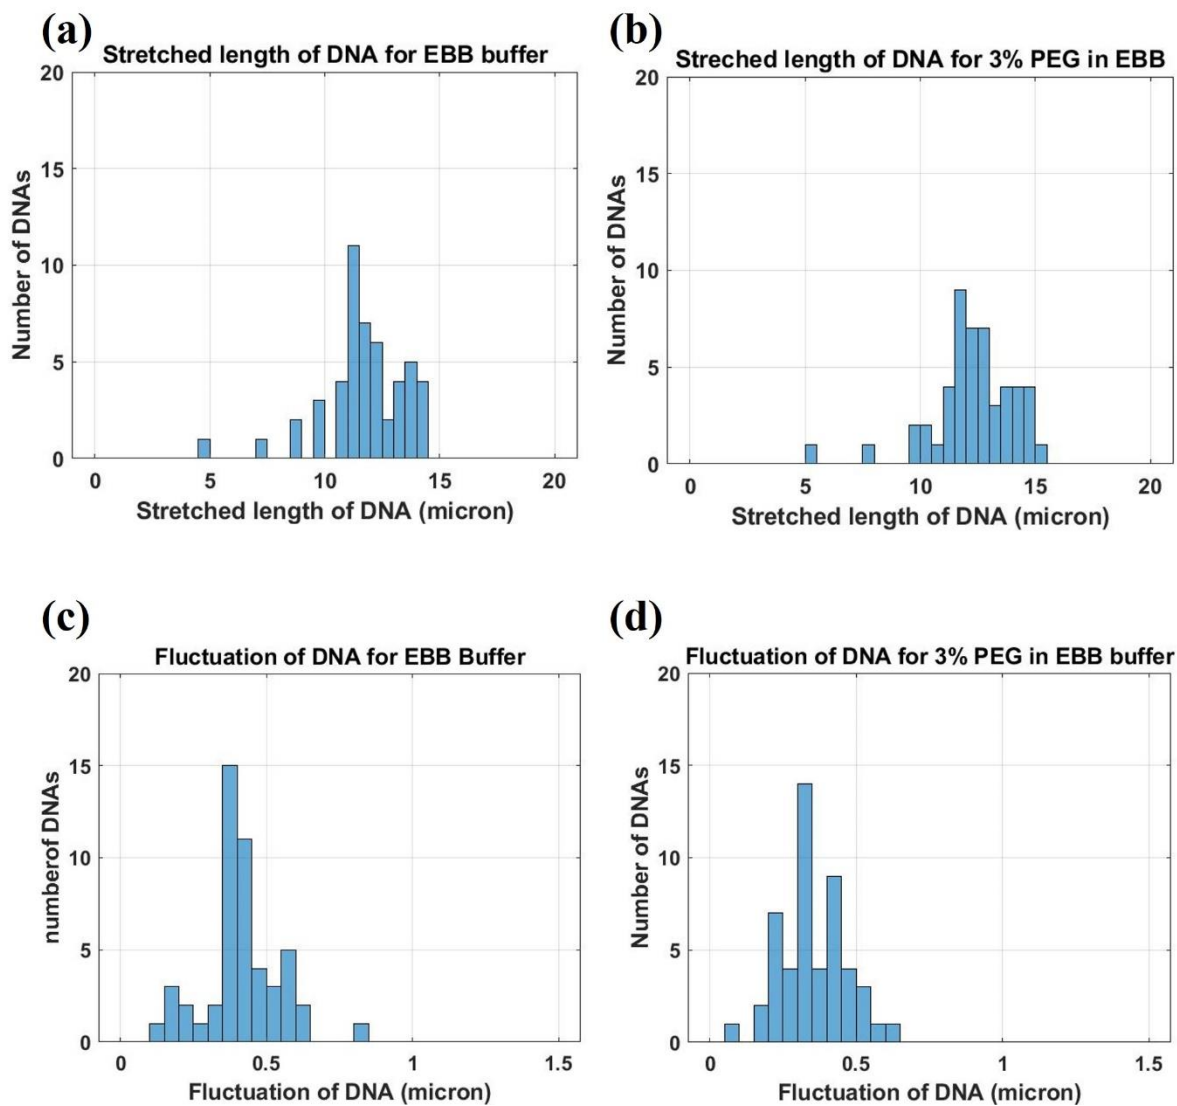 (a)
Stretched length of DNA for EBB buffer
20
15
10
5
0
Number of DNAs
0 5 10 15 20
Stretched length of DNA (micron)
(b)
Streched length of DNA for 3% PEG in EBB
20
15
10
5
0
Number of DNAs
0 5 10 15 20
Stretched length of DNA (micron)
(c)
Fluctuation of DNA for EBB Buffer
20
15
10
5
0
numberof DNAs
0 0.5 1 1.5
Fluctuation of DNA (micron)
(d)
Fluctuation of DNA for 3% PEG in EBB buffer
20
15
10
5
0
Number of DNAs
0 0.5 1 1.5
Fluctuation of DNA (micron)